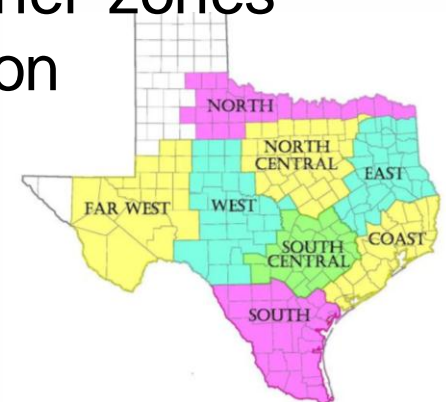 on
NORTH
NORTH
CENTRAL
EAST
FAR WEST
WEST
COAST
SOUTH
CENTRAL
SOUTH